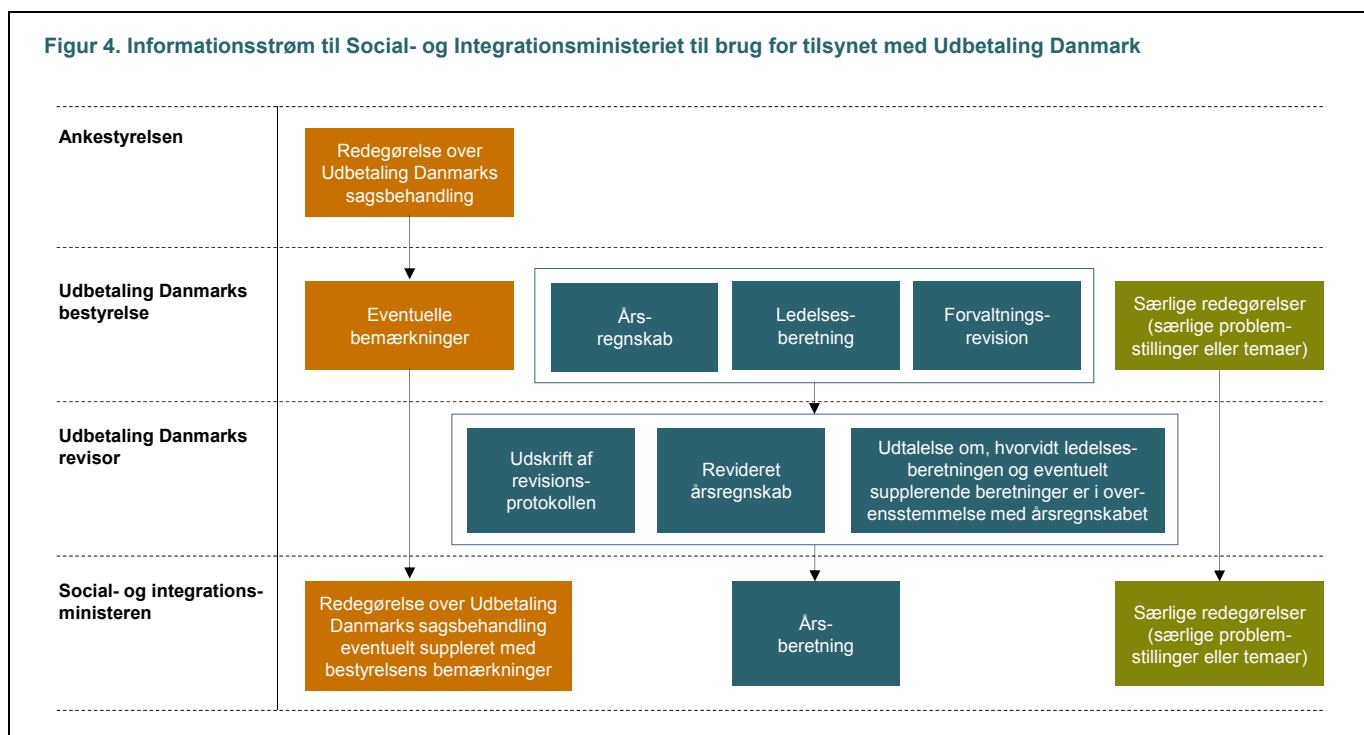 Figur 4. Informationsstrøm til Social- og Integrationsministeriet til brug for tilsynet med Udbetaling Danmark
Ankestyrelsen
Redegørelse over
Udbetaling Danmarks
sagsbehandling
Udbetaling Danmarks
bestyrelse
Eventuelle
bemærkninger
Års-
regnskab
Ledelses-
beretning
Forvaltnings-
revision
Særlige redegørelser
(særlige problem-
stillinger eller temaer)
Udbetaling Danmarks
revisor
Udskrift af
revisions-
protokollen
Revideret
årsregnskab
Udtalelse om, hvorvidt ledelses-
beretningen og eventuelt
supplerende beretninger er i over-
ensstemmelse med årsregnskabet
Social- og integrations-
ministeren
Redegørelse over Udbetaling
Danmarks sagsbehandling
eventuelt suppleret med
bestyrelsens bemærkninger
Års-
beretning
Særlige redegørelser
(særlige problem-
stillinger eller temaer)